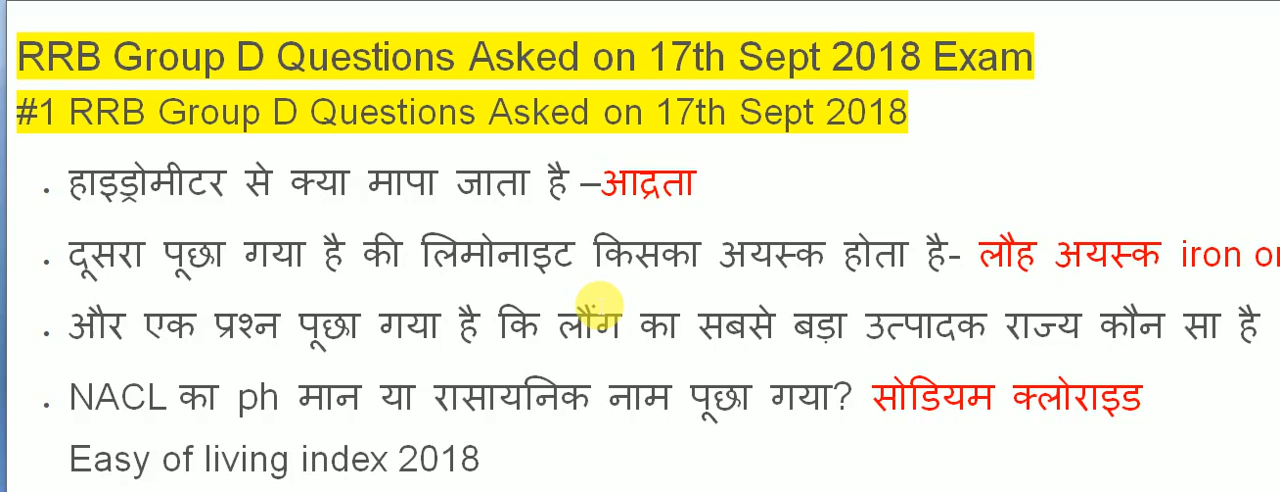 RRB Group D Questions Asked on 17th Sept 2018 Exam
#1 RRB Group D Questions Asked on 17th Sept 2018
• हाइड्रोमीटर से क्या मापा जाता है –आद्रता
• दूसरा पूछा गया है की लिमोनाइट किसका अयस्क होता है- लौह अयस्क iron
• और एक प्रश्न पूछा गया है कि लौंग का सबसे बड़ा उत्पादक राज्य कौन सा है
• NACL का ph मान या रासायनिक नाम पूछा गया? सोडियम क्लोराइड
Easy of living index 2018